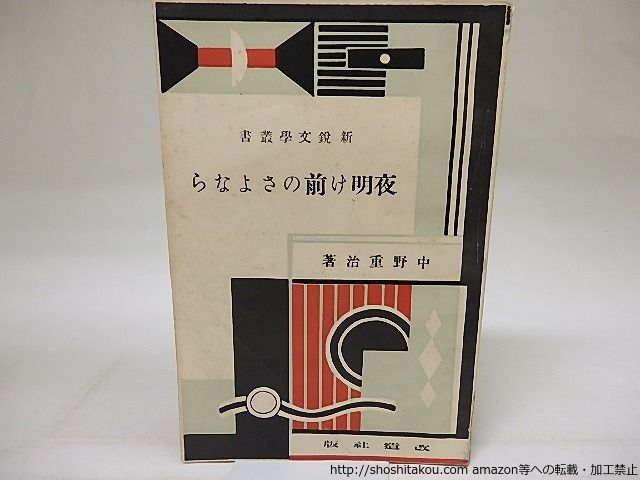 新鋭文學叢書
夜明け前のさよなら
中野重治著
改造社版
http://shoshitakou.com amazon等への転載・加工禁止